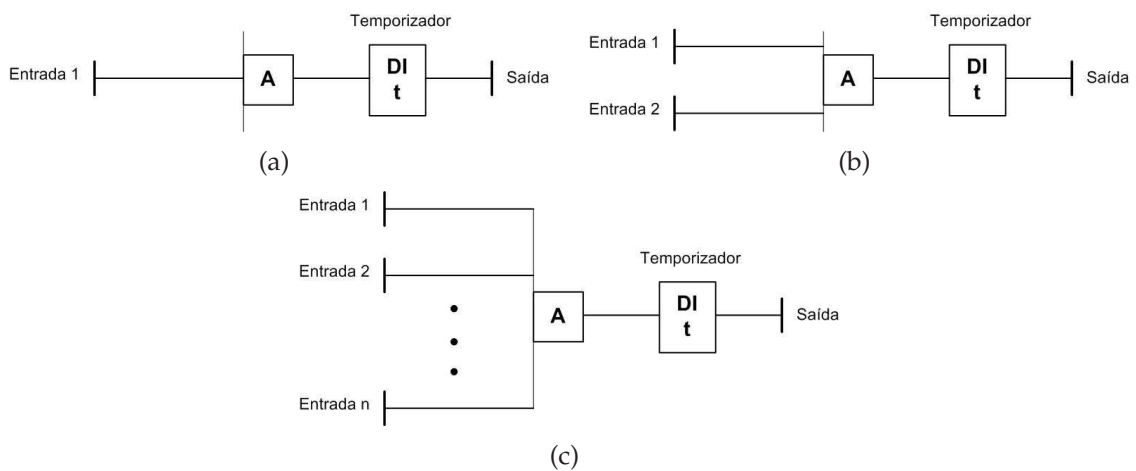 Temporizador
Entrada 1
A
DI
t
Saída
(a)
Temporizador
Entrada 1
Entrada 2
A
DI
t
Saída
(b)
Entrada 1
Entrada 2
Entrada n
A
Temporizador
DI
t
Saída
(c)